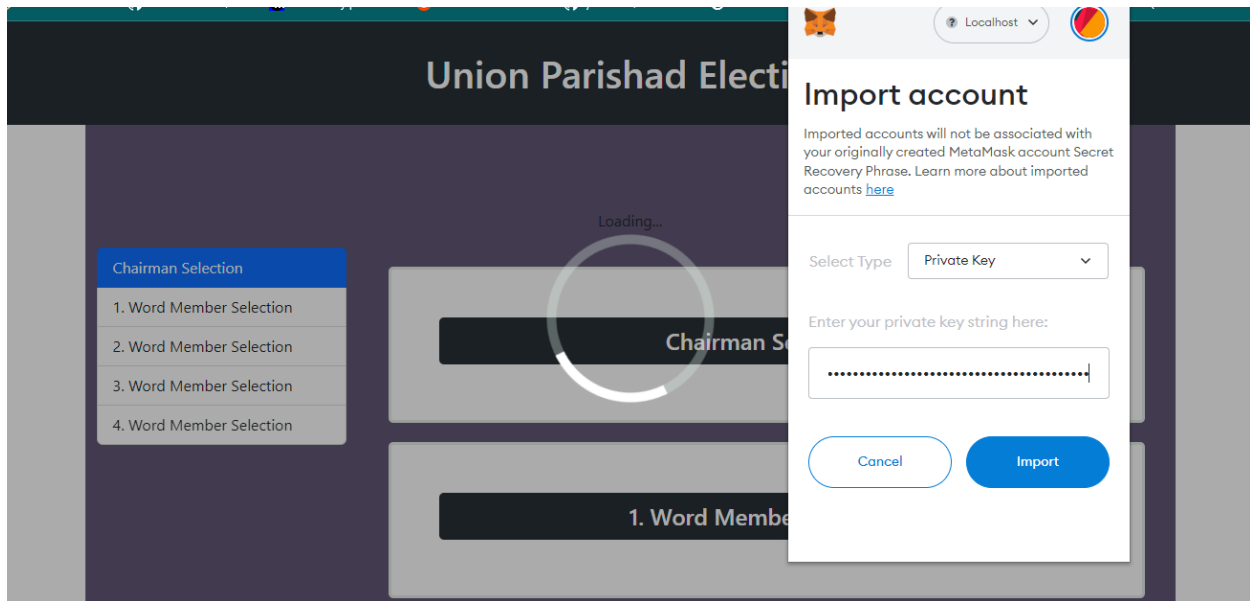 Union Parishad Electi
Loading...
Chairman Selection
1. Word Member Selection
2. Word Member Selection
3. Word Member Selection
4. Word Member Selection
Chairman Se
1. Word Membe
? Localhost
Import account
Imported accounts will not be associated with
your originally created MetaMask account Secret
Recovery Phrase. Learn more about imported
accounts here
Select Type
Private Key
Enter your private key string here:
Cancel
Import